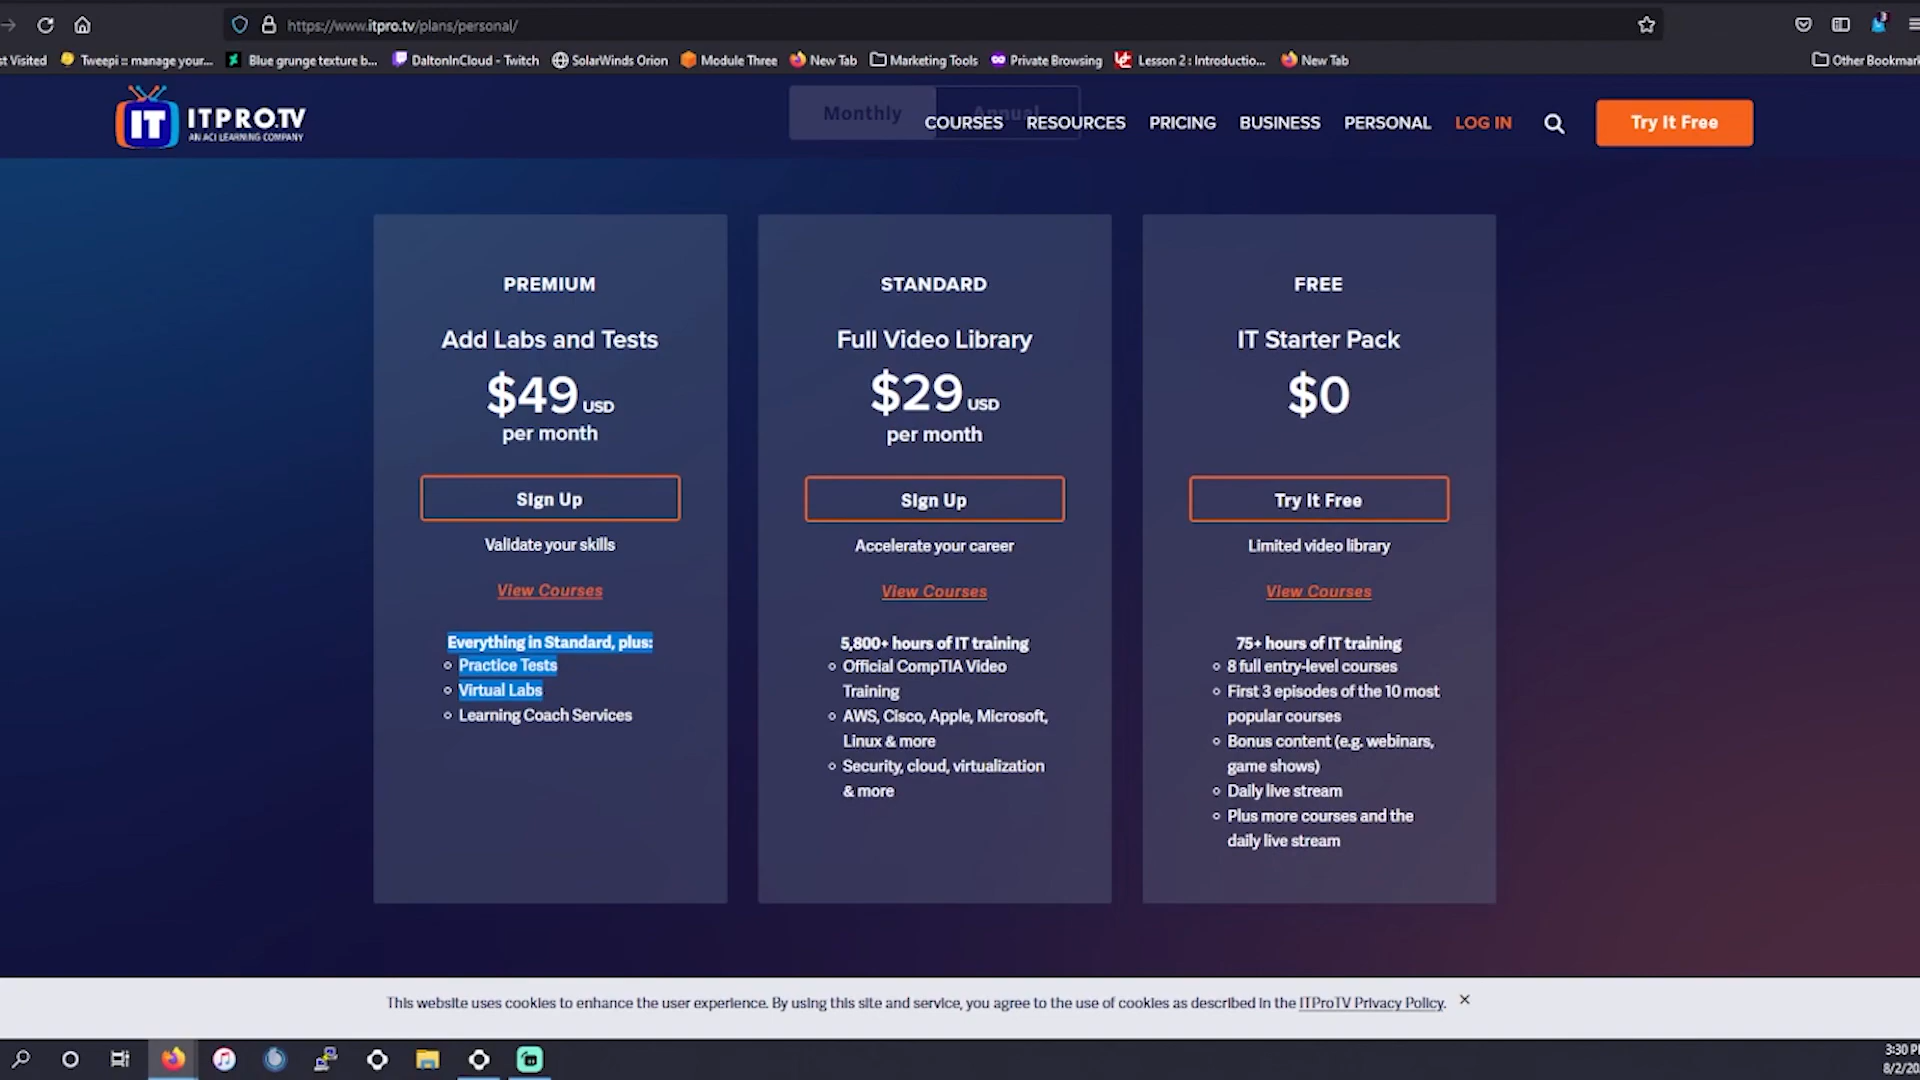 https://www.itpro.tv/plans/personal/
st Visited
Tweepi :: manage your...
Blue grunge texture b...
DaltonInCloud - Twitch
SolarWinds Orion
Module Three
New Tab
Marketing Tools
Private Browsing
Lesson 2 : Introductio...
New Tab
Other Bookmark
IT ITPRO.TV
AN ACI LEARNING COMPANY
Monthly
Annual
COURSES
RESOURCES
PRICING
BUSINESS
PERSONAL
LOG IN
Try It Free
PREMIUM
Add Labs and Tests
$49 USD
per month
Sign Up
Validate your skills
View Courses
Everything in Standard, plus:
Practice Tests
Virtual Labs
Learning Coach Services
STANDARD
Full Video Library
$29 USD
per month
Sign Up
Accelerate your career
View Courses
5,800+ hours of IT training
Official CompTIA Video
Training
AWS, Cisco, Apple, Microsoft,
Linux & more
Security, cloud, virtualization
& more
FREE
IT Starter Pack
$0
Try It Free
Limited video library
View Courses
75+ hours of IT training
8 full entry-level courses
First 3 episodes of the 10 most
popular courses
Bonus content (e.g. webinars,
game shows)
Daily live stream
Plus more courses and the
daily live stream
This website uses cookies to enhance the user experience. By using this site and service, you agree to the use of cookies as described in the ITProTV Privacy Policy.
3:30 P
8/2/20